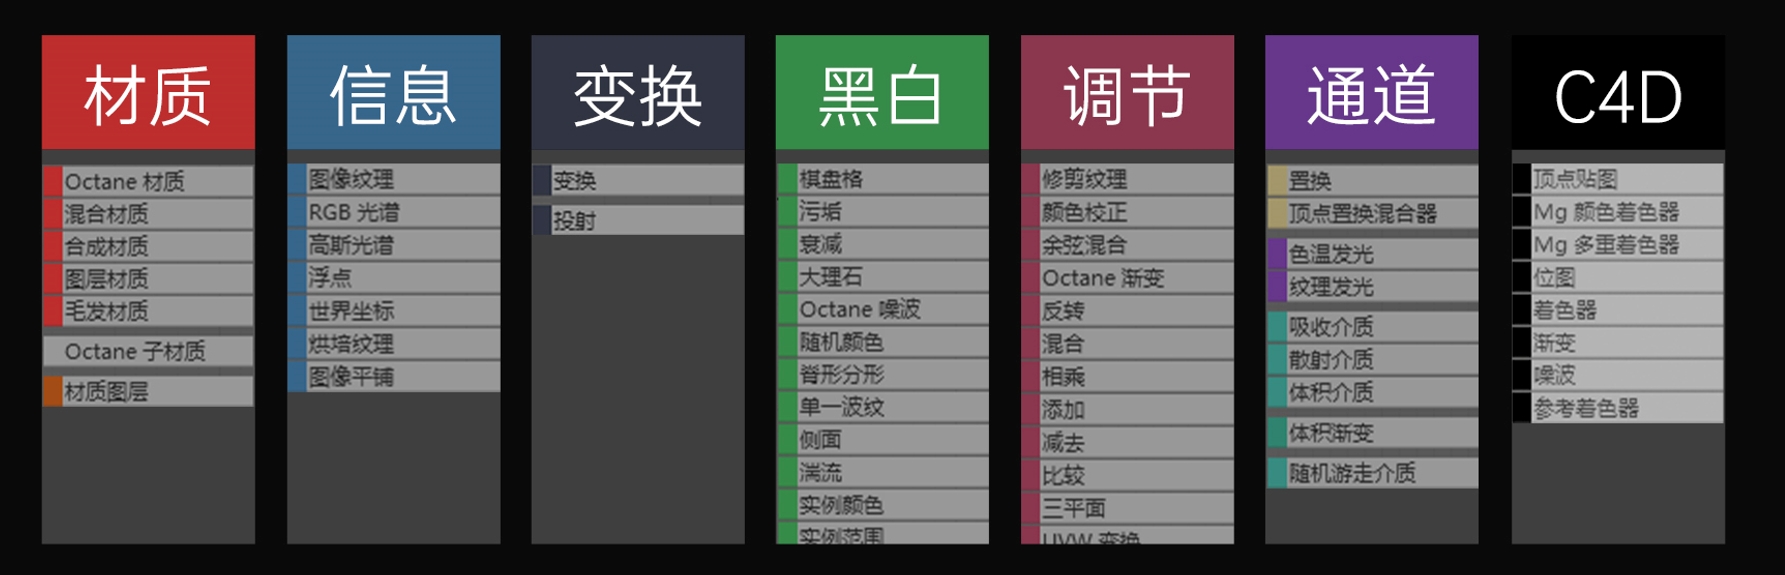 材质
Octane 材质
混合材质
合成材质
图层材质
毛发材质
Octane 子材质
材质图层
信息
图像纹理
RGB 光谱
高斯光谱
浮点
世界坐标
烘培纹理
图像平铺
变换
变换
投射
黑白
棋盘格
污垢
衰减
大理石
Octane 噪波
随机颜色
脊形分形
单一波纹
侧面
湍流
实例颜色
实例范围
调节
修剪纹理
颜色校正
余弦混合
Octane 渐变
反转
混合
相乘
添加
减去
比较
三平面
UVW 变换
通道
置换
顶点置换混合器
色温发光
纹理发光
吸收介质
散射介质
体积介质
体积渐变
随机游走介质
C4D
顶点贴图
Mg 颜色着色器
Mg 多重着色器
位图
着色器
渐变
噪波
参考着色器